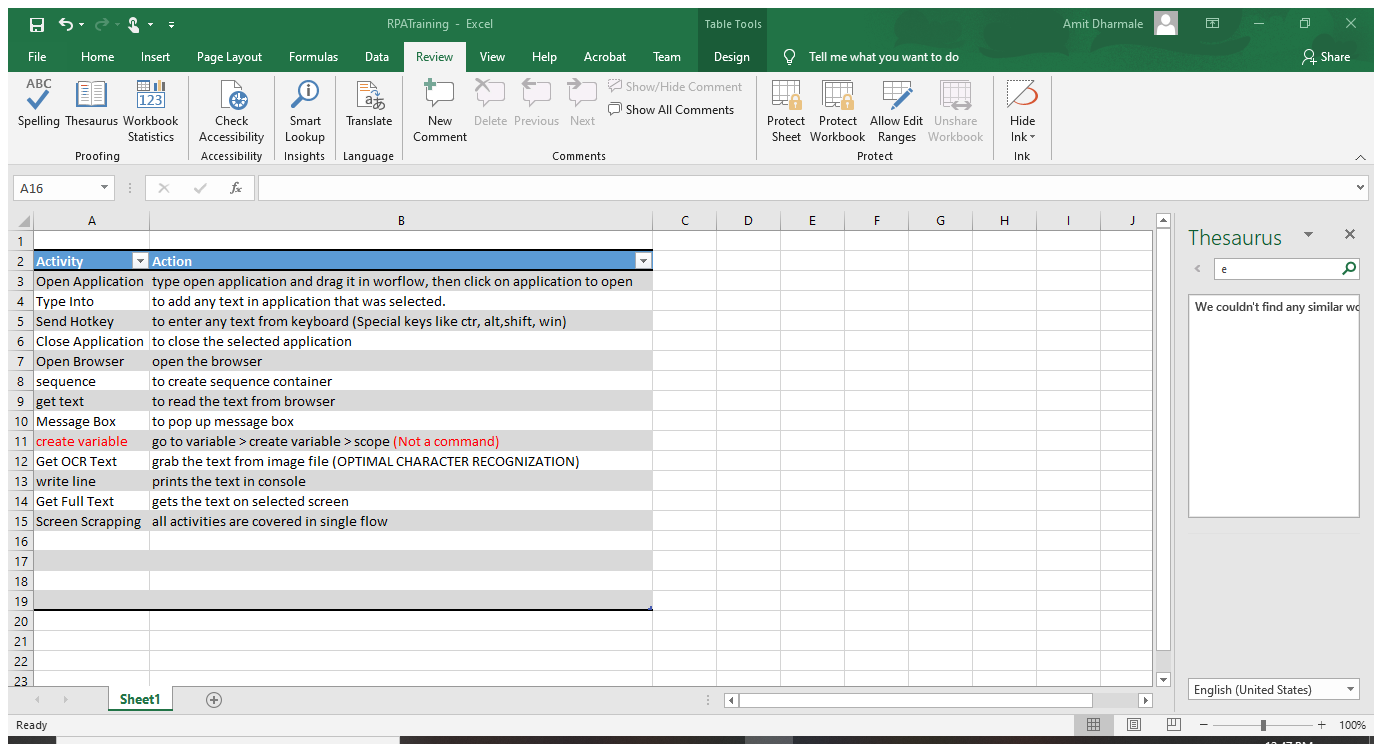 RPATraining - Excel
Table Tools
Amit Dharmale
File Home Insert Page Layout Formulas Data Review View Help Acrobat Team Design Tell me what you want to do Share
ABC
Spelling Thesaurus Workbook Statistics
Proofing
Check Accessibility
Accessibility
Smart Lookup
Insights
Translate
Language
New Comment Delete Previous Next
Show/Hide Comment
Show All Comments
Comments
Protect Sheet Protect Workbook Allow Edit Ranges Unshare Workbook
Protect
Hide Ink
Ink
A16
fx
A B C D E F G H I J
1
2 Activity Action
3 Open Application type open application and drag it in worflow, then click on application to open
4 Type Into to add any text in application that was selected.
5 Send Hotkey to enter any text from keyboard (Special keys like ctr, alt,shift, win)
6 Close Application to close the selected application
7 Open Browser open the browser
8 sequence to create sequence container
9 get text to read the text from browser
10 Message Box to pop up message box
11 create variable go to variable > create variable > scope (Not a command)
12 Get OCR Text grab the text from image file (OPTIMAL CHARACTER RECOGNIZATION)
13 write line prints the text in console
14 Get Full Text gets the text on selected screen
15 Screen Scrapping all activities are covered in single flow
16
17
18
19
20
21
22
23
Thesaurus
e
We couldn't find any similar
English (United States)
Sheet1
Ready
100%